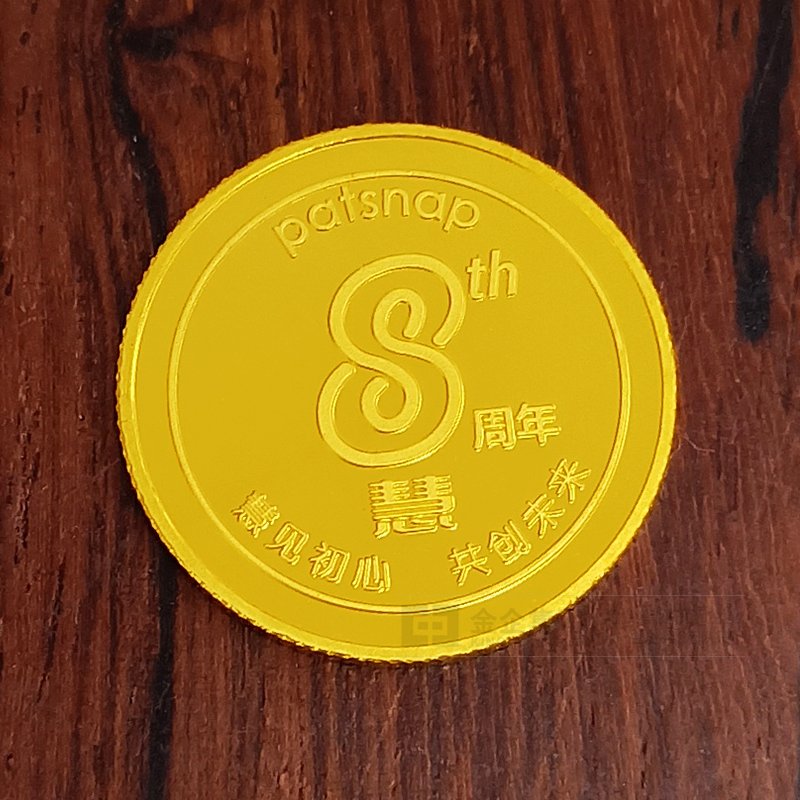 patsnap
8th
周年
慧
慧见初心 共创未来